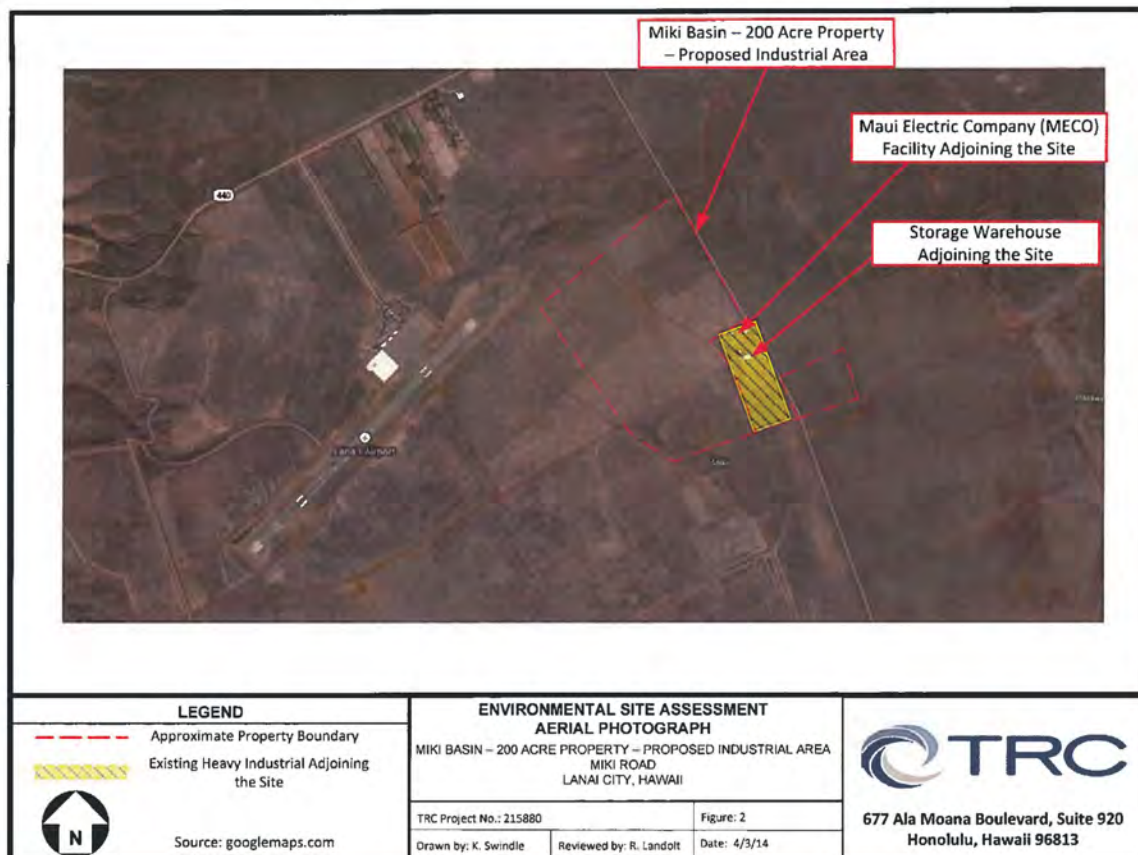 Miki Basin – 200 Acre Property
– Proposed Industrial Area
Maui Electric Company (MECO)
Facility Adjoining the Site
Storage Warehouse
Adjoining the Site
440
Lana'i Airport
LEGEND
Approximate Property Boundary
Existing Heavy Industrial Adjoining
the Site
N
Source: googlemaps.com
ENVIRONMENTAL SITE ASSESSMENT
AERIAL PHOTOGRAPH
MIKI BASIN – 200 ACRE PROPERTY – PROPOSED INDUSTRIAL AREA
MIKI ROAD
LANAI CITY, HAWAII
TRC Project No.: 215880
Figure: 2
Drawn by: K. Swindle
Reviewed by: R. Landolt
Date: 4/3/14
TRC
677 Ala Moana Boulevard, Suite 920
Honolulu, Hawaii 96813